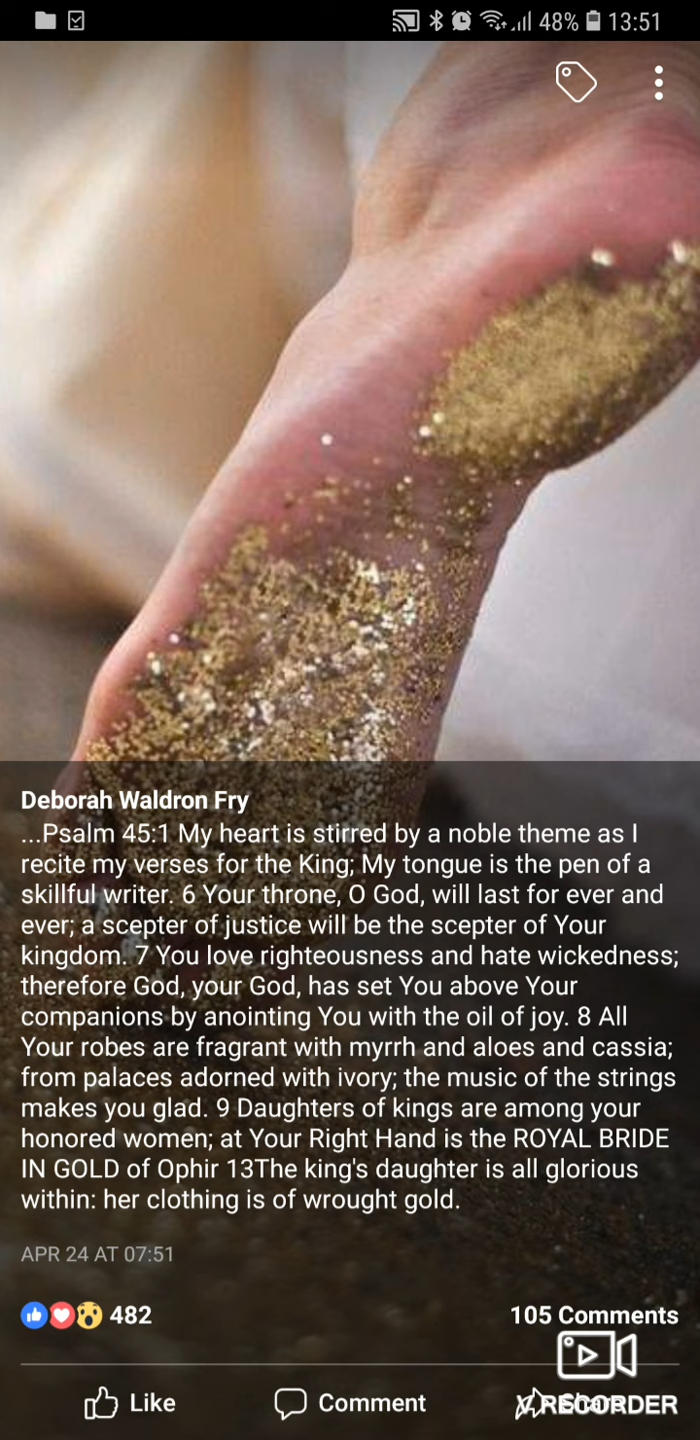 48% 13:51
Deborah Waldron Fry
...Psalm 45:1 My heart is stirred by a noble theme as I
recite my verses for the King; My tongue is the pen of a
skillful writer. 6 Your throne, O God, will last for ever and
ever; a scepter of justice will be the scepter of Your
kingdom. 7 You love righteousness and hate wickedness;
therefore God, your God, has set You above Your
companions by anointing You with the oil of joy. 8 All
Your robes are fragrant with myrrh and aloes and cassia;
from palaces adorned with ivory; the music of the strings
makes you glad. 9 Daughters of kings are among your
honored women; at Your Right Hand is the ROYAL BRIDE
IN GOLD of Ophir 13The king's daughter is all glorious
within: her clothing is of wrought gold.
APR 24 AT 07:51
482 105 Comments
Like Comment Share
V RECORDER